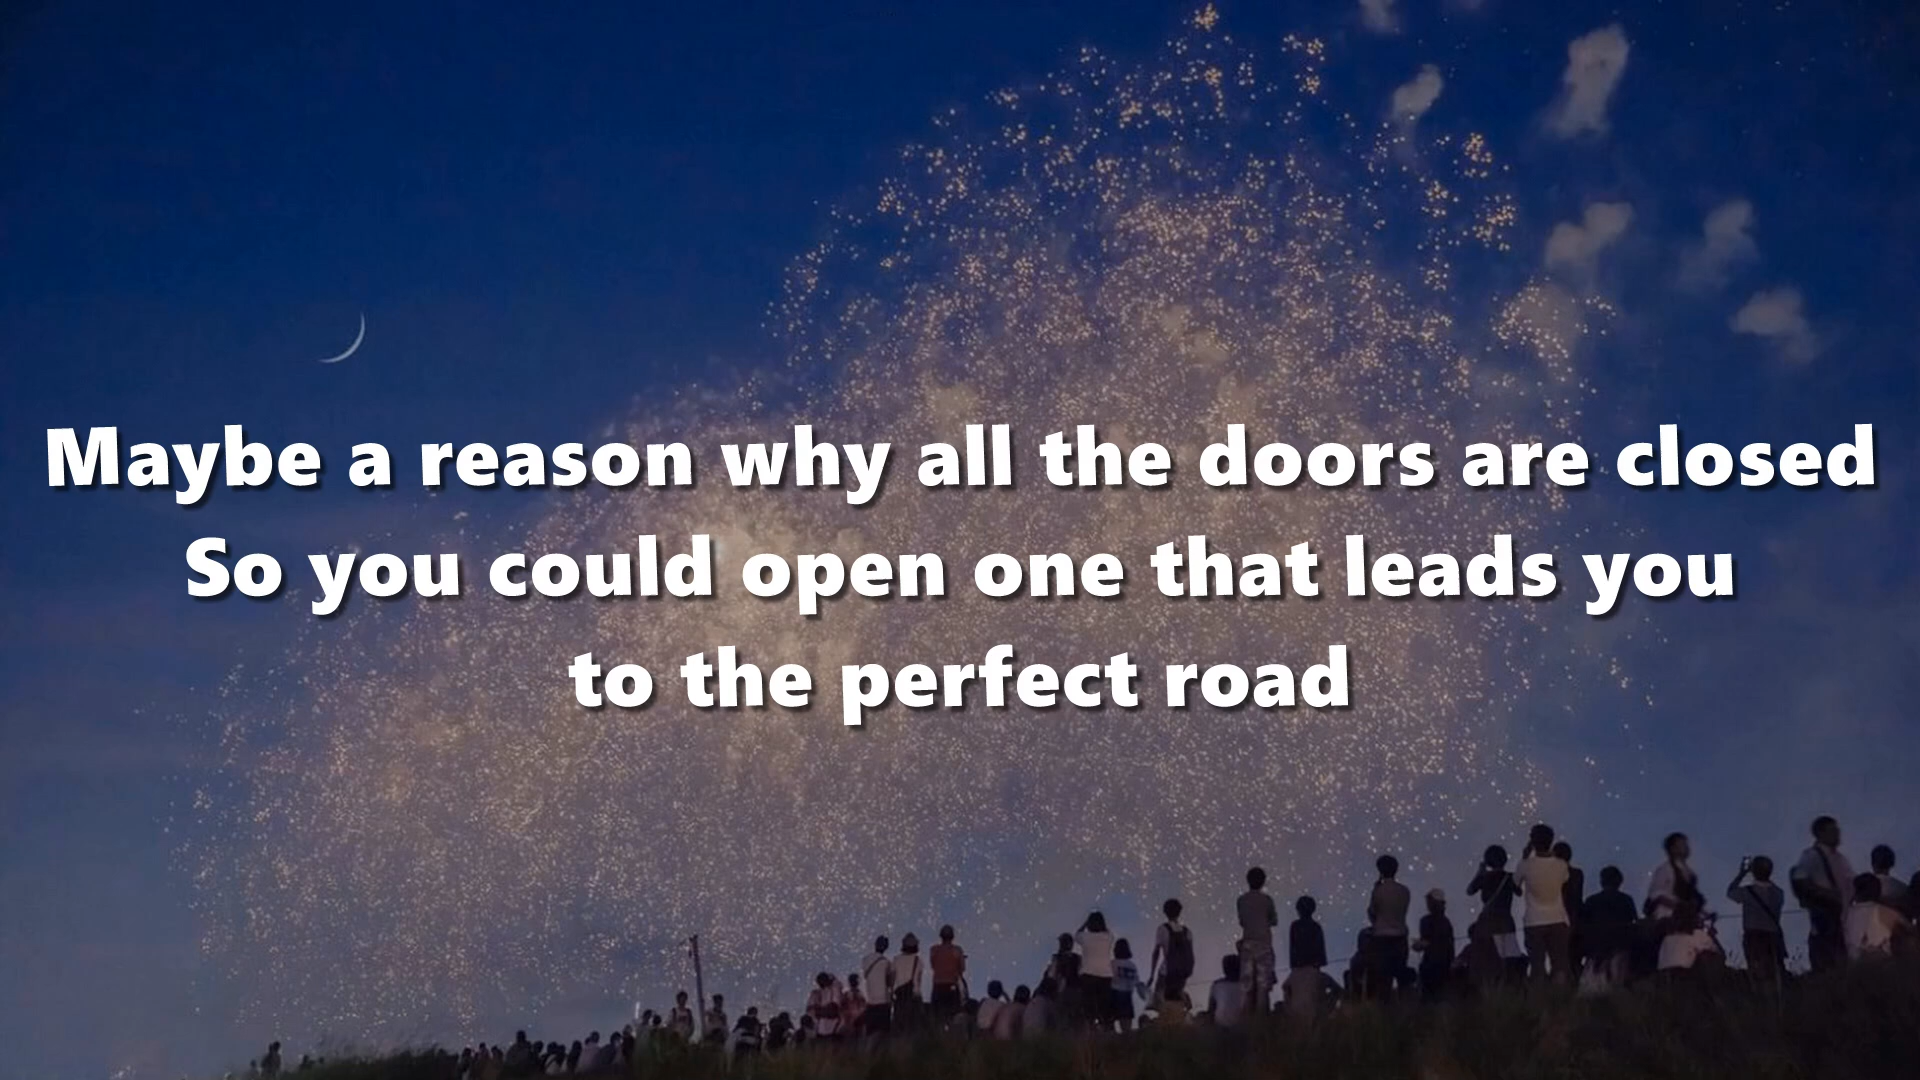 Maybe a reason why all the doors are closed
So you could open one that leads you
to the perfect road